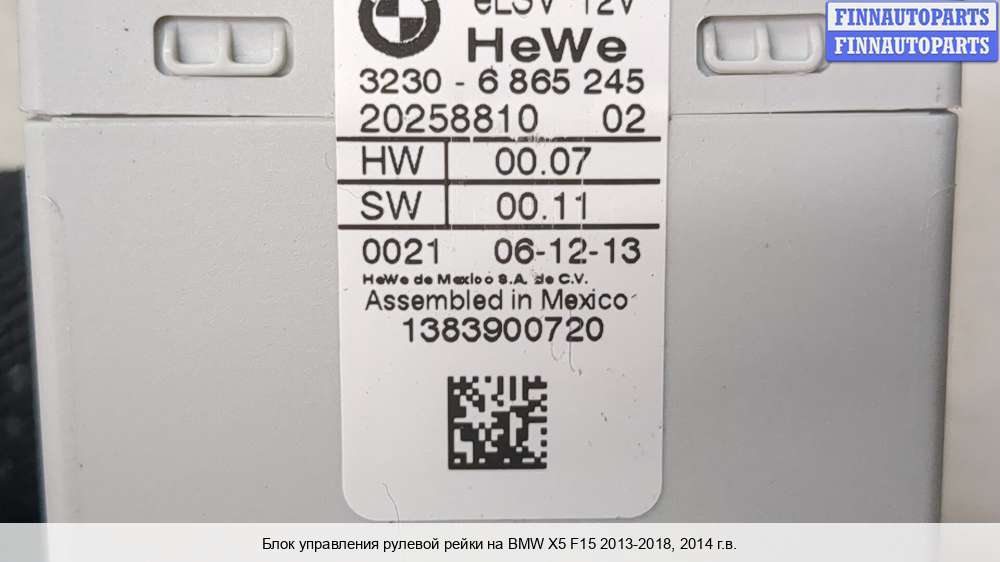 FINNAUTOPARTS
FINNAUTOPARTS
eLSV 12V
HeWe
3230 - 6 865 245
20258810 02
HW 00.07
SW 00.11
0021 06-12-13
HeWe de Mexico S.A. de C.V.
Assembled in Mexico
1383900720
Блок управления рулевой рейки на BMW X5 F15 2013-2018, 2014 г.в.